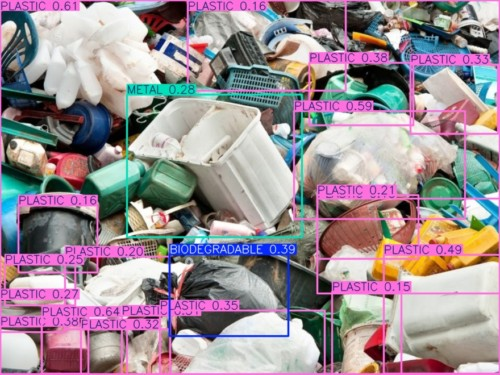 PLASTIC 0.61
PLASTIC 0.16
PLASTIC 0.38
PLASTIC 0.33
METAL 0.28
PLASTIC 0.59
PLASTIC 0.21
PLASTIC 0.16
BIODEGRADABLE 0.39
PLASTIC 0.49
PLASTIC 0.20
PLASTIC 0.25
PLASTIC 0.15
PLASTIC 0.27
PLASTIC 0.35
PLASTIC 0.64
PLASTIC
PLASTIC 0.32